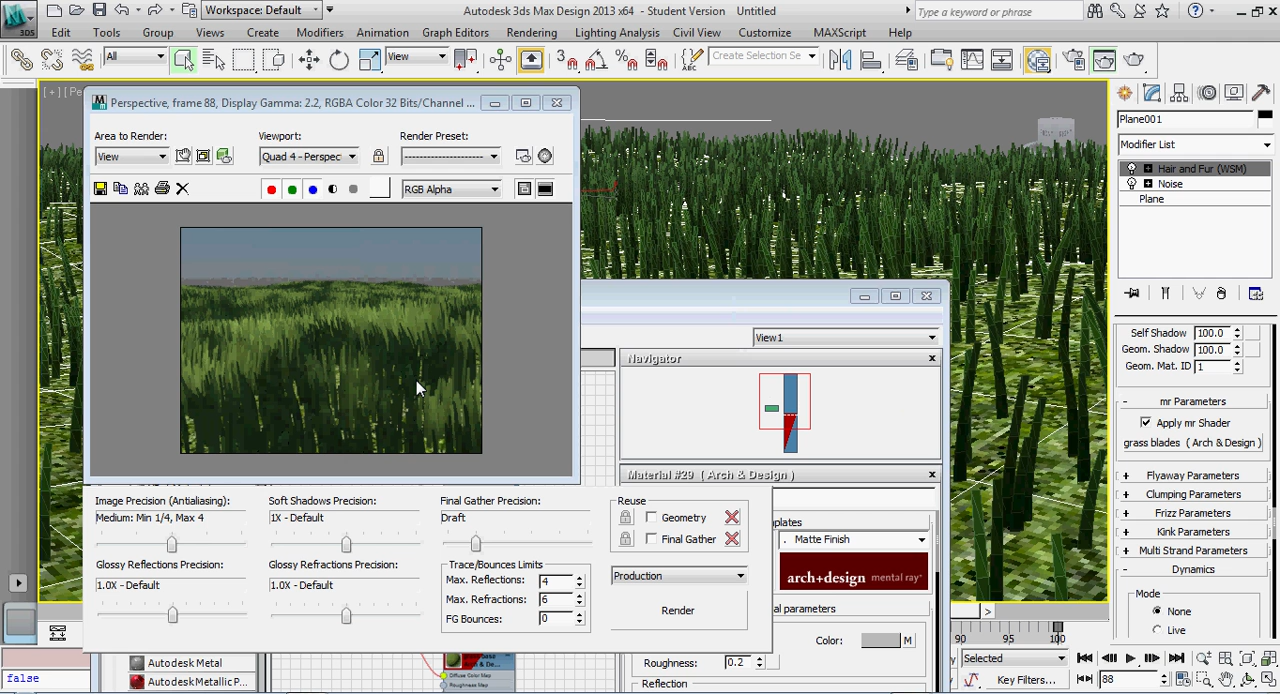 Workspace: Default
Autodesk 3ds Max Design 2013 x64 - Student Version Untitled
Type a keyword or phrase
3DS
Edit Tools Group Views Create Modifiers Animation Graph Editors Rendering Lighting Analysis Civil View Customize MAXScript Help
All
View
3
Create Selection Se
ABC
[+][Pe
Perspective, frame 88, Display Gamma: 2.2, RGBA Color 32 Bits/Channel ...
Area to Render:
Viewport:
Render Preset:
View
Quad 4 - Perspec
RGB Alpha
Plane001
Modifier List
Hair and Fur (WSM)
Noise
Plane
Self Shadow 100.0
Geom. Shadow 100.0
Geom. Mat. ID 1
- mr Parameters
Apply mr Shader
grass blades ( Arch & Design )
+ Flyaway Parameters
+ Clumping Parameters
+ Frizz Parameters
+ Kink Parameters
+ Multi Strand Parameters
- Dynamics
Mode
None
Live
View1
Navigator
Material #29 ( Arch & Design )
plates
. Matte Finish
arch+design mental ray
al parameters
Color: M
Roughness: 0.2
Reflection
Image Precision (Antialiasing):
Medium: Min 1/4, Max 4
Soft Shadows Precision:
1X - Default
Final Gather Precision:
Draft
Glossy Reflections Precision:
1.0X - Default
Glossy Refractions Precision:
1.0X - Default
Trace/Bounces Limits
Max. Reflections: 4
Max. Refractions: 6
FG Bounces: 0
Reuse
Geometry
Final Gather
Production
Render
Autodesk Metal
Autodesk Metallic P...
Diffuse Color Map
Roughness Map
90 95 100
Selected
Key Filters...
88
false